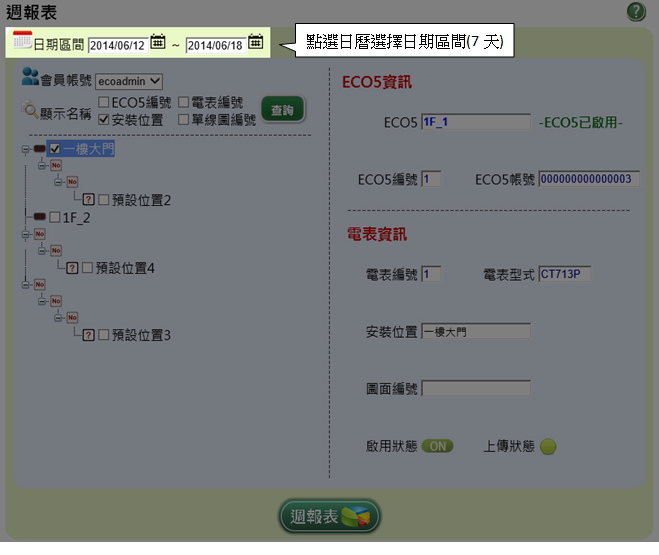 週報表
?
日期區間 2014/06/12 ~ 2014/06/18
點選日曆選擇日期區間(7 天)
會員帳號 ecoadmin
顯示名稱 ECO5編號 電表編號
安裝位置 單線圖編號
查詢
一樓大門
No
No
? 預設位置2
1F_2
No
No
? 預設位置4
No
No
No
? 預設位置3
ECO5資訊
ECO5 1F_1 -ECO5已啟用-
ECO5編號 1 ECO5帳號 000000000000003
電表資訊
電表編號 1 電表型式 CT713P
安裝位置 一樓大門
圖面編號
啟用狀態 ON 上傳狀態
週報表